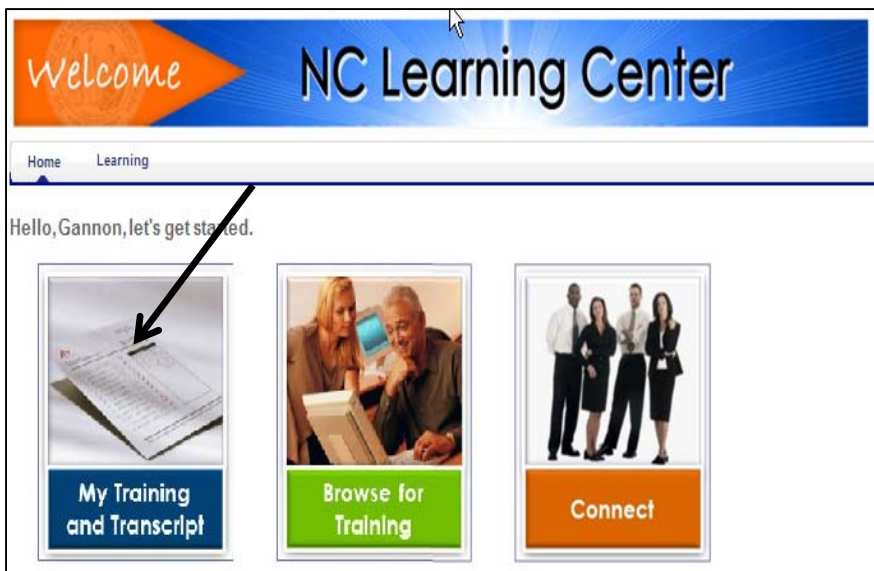 Welcome
NC Learning Center
Home Learning
Hello, Gannon, let's get started.
My Training
and Transcript
Browse for
Training
Connect